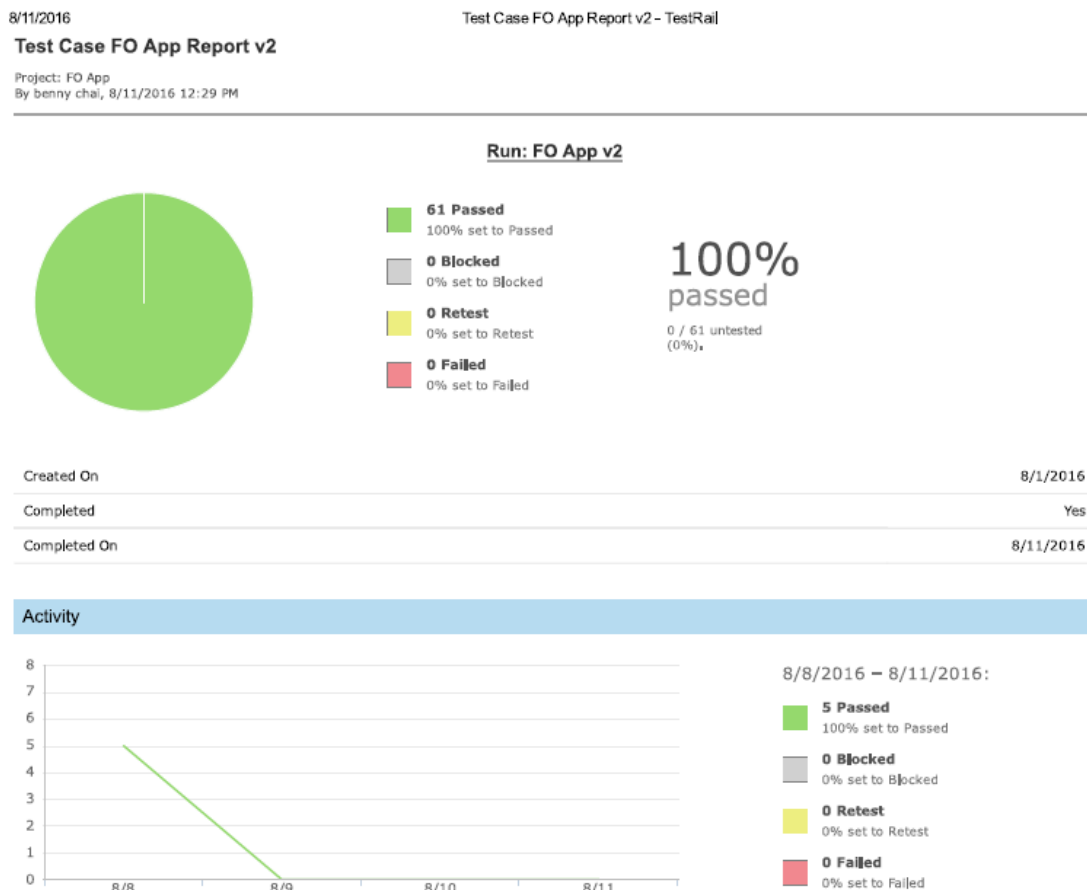 8/11/2016 Test Case FO App Report v2 - TestRail
Test Case FO App Report v2
Project: FO App
By benny chai, 8/11/2016 12:29 PM
Run: FO App v2
61 Passed
100% set to Passed
0 Blocked
0% set to Blocked
0 Retest
0% set to Retest
0 Failed
0% set to Failed
100%
passed
0 / 61 untested
(0%).
Created On 8/1/2016
Completed Yes
Completed On 8/11/2016
Activity
8
7
6
5
4
3
2
1
0
8/8 8/9 8/10 8/11
8/8/2016 – 8/11/2016:
5 Passed
100% set to Passed
0 Blocked
0% set to Blocked
0 Retest
0% set to Retest
0 Failed
0% set to Failed